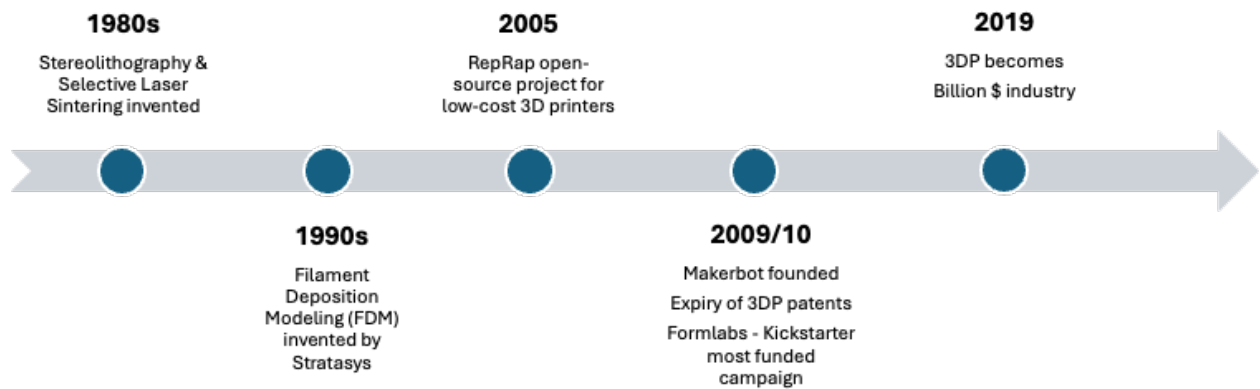 1980s
Stereolithography &
Selective Laser
Sintering invented
1990s
Filament
Deposition
Modeling (FDM)
invented by
Stratasys
2005
RepRap open-
source project for
low-cost 3D printers
2009/10
Makerbot founded
Expiry of 3DP patents
Formlabs - Kickstarter
most funded
campaign
2019
3DP becomes
Billion $ industry